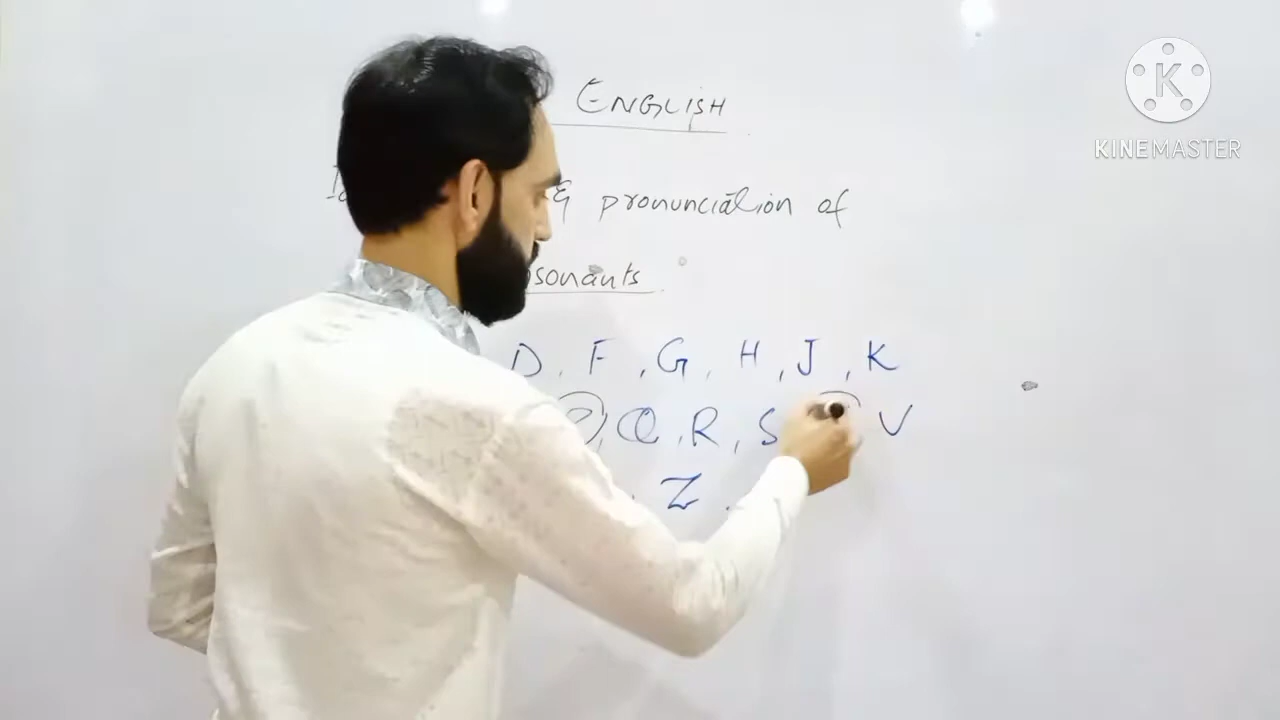 ENGLISH
& pronunciation of
sonants
D, F, G, H, J, K
Q, R, S V
Z
K
KINEMASTER